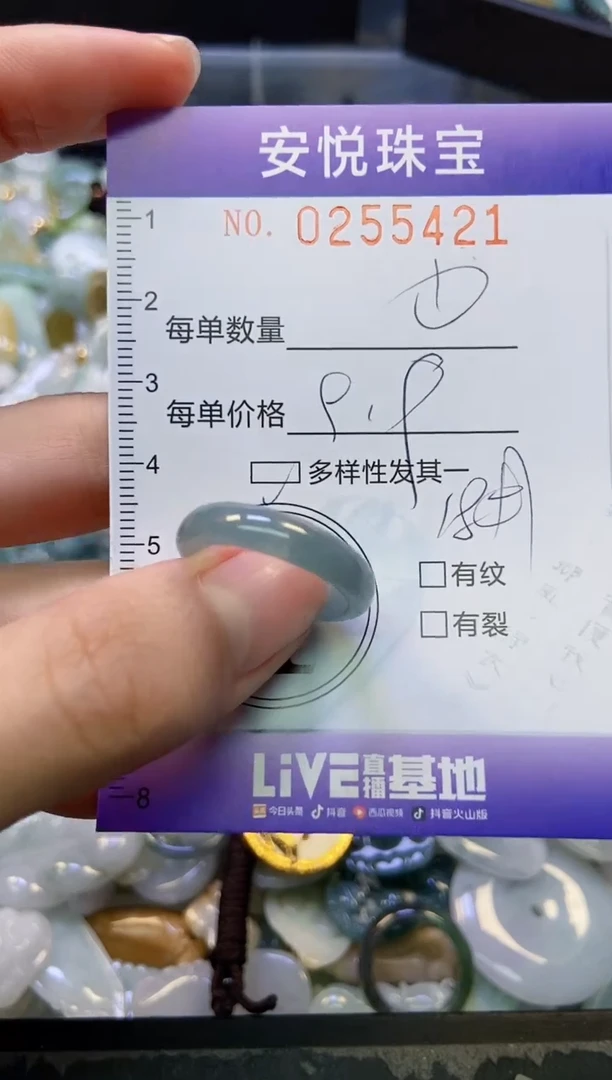 安悦珠宝
NO. 0255421
1
2
每单数量
3
每单价格 9.9
4
多样性发其一
5
有纹
有裂
8
LiVE直播基地
今日头条 抖音 西瓜视频 抖音火山版